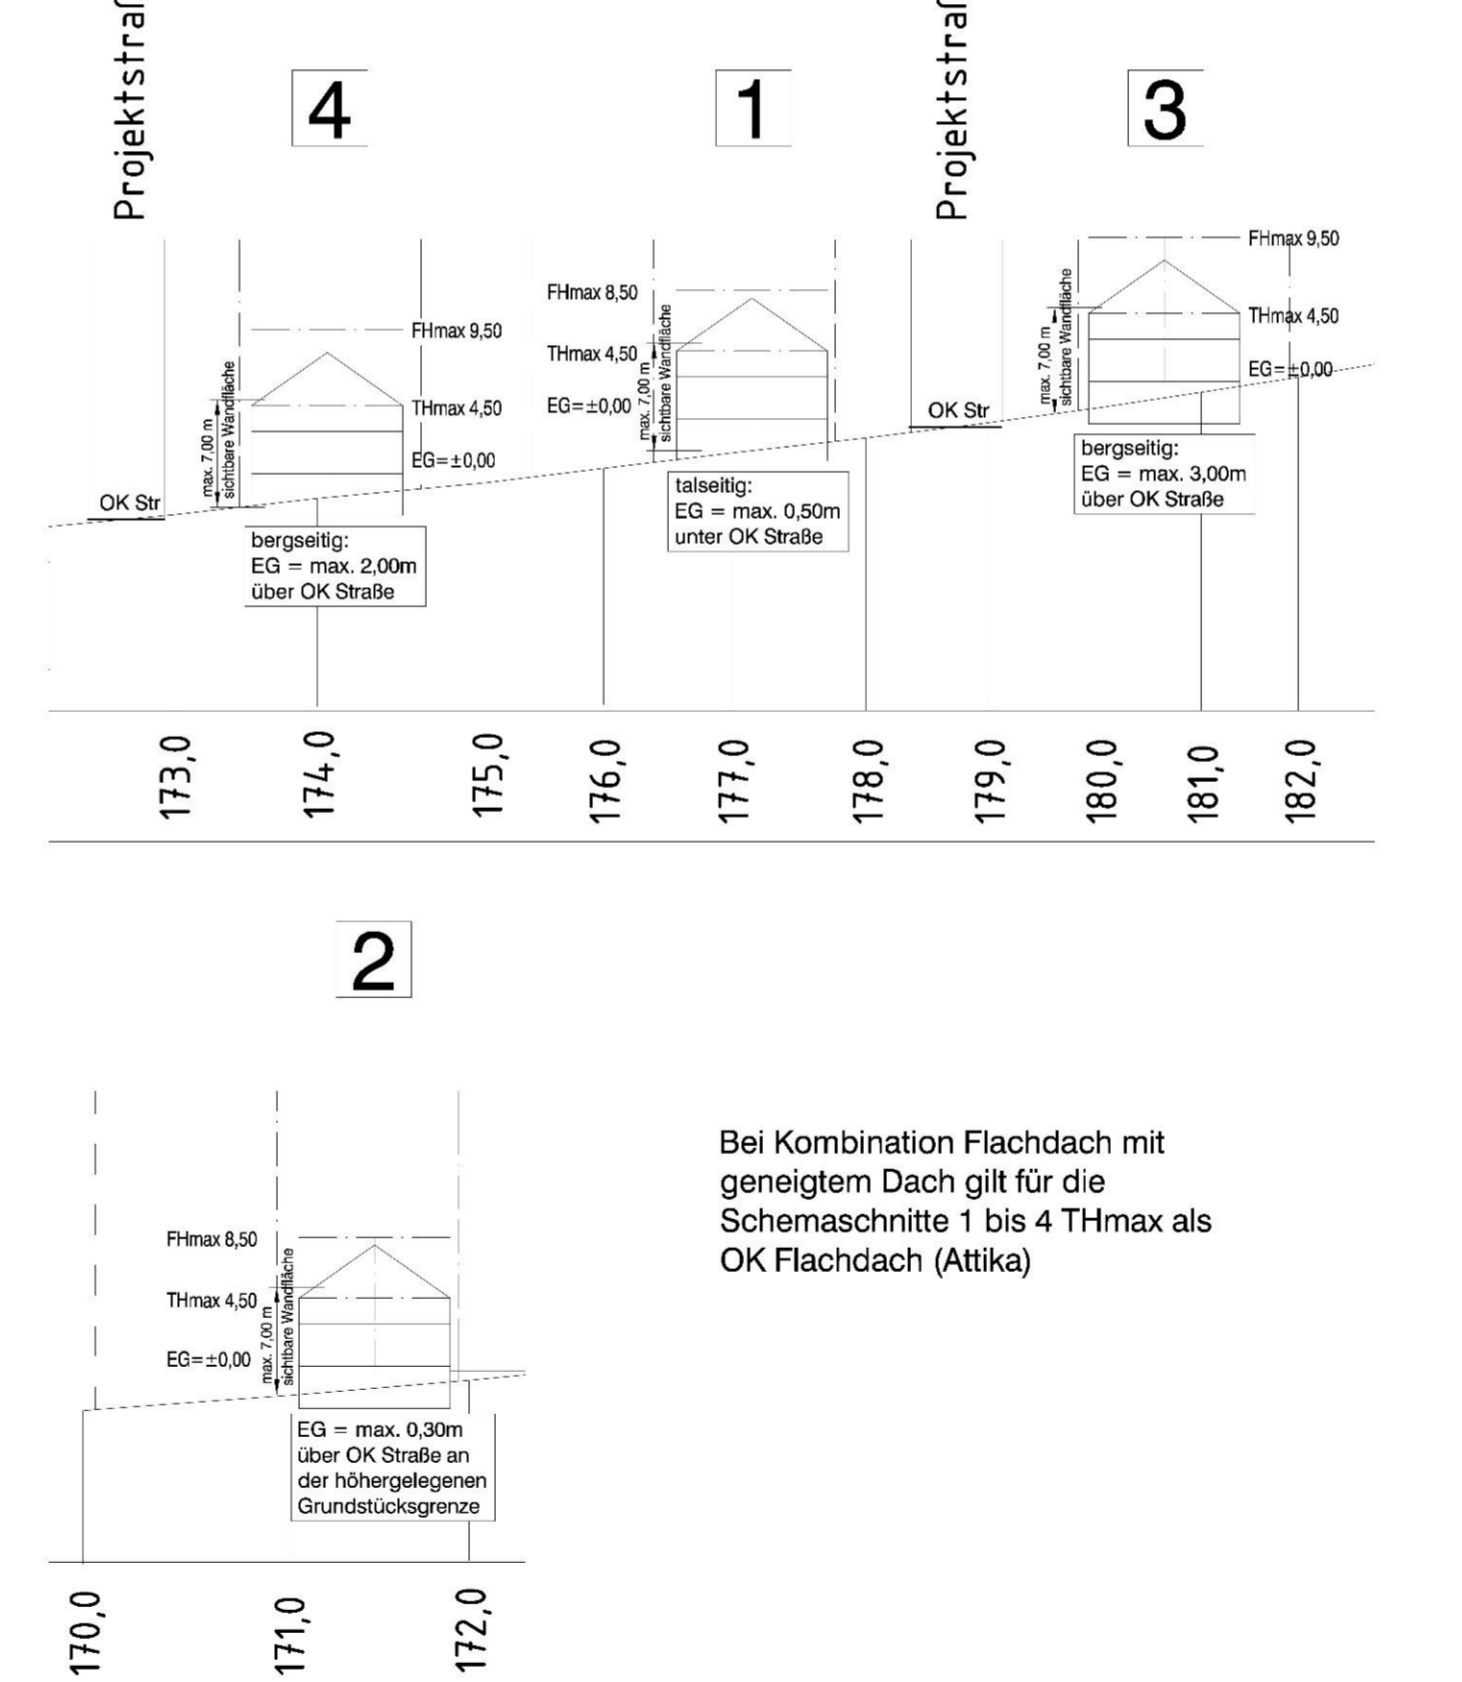 Projektstraß
4
1
Projektstraß
3
FHmax 9,50
THmax 4,50
EG=±0,00
max. 7,00 m
sichtbare Wandfläche
OK Str
bergseitig:
EG = max. 2,00m
über OK Straße
FHmax 8,50
THmax 4,50
EG=±0,00
max. 7,00 m
sichtbare Wandfläche
talseitig:
EG = max. 0,50m
unter OK Straße
FHmax 9,50
THmax 4,50
EG=±0,00
max. 7,00 m
sichtbare Wandfläche
OK Str
bergseitig:
EG = max. 3,00m
über OK Straße
173,0
174,0
175,0
176,0
177,0
178,0
179,0
180,0
181,0
182,0
2
FHmax 8,50
THmax 4,50
EG=±0,00
max. 7,00 m
sichtbare Wandfläche
EG = max. 0,30m
über OK Straße an
der höhergelegenen
Grundstücksgrenze
170,0
171,0
172,0
Bei Kombination Flachdach mit
geneigtem Dach gilt für die
Schemaschnitte 1 bis 4 THmax als
OK Flachdach (Attika)